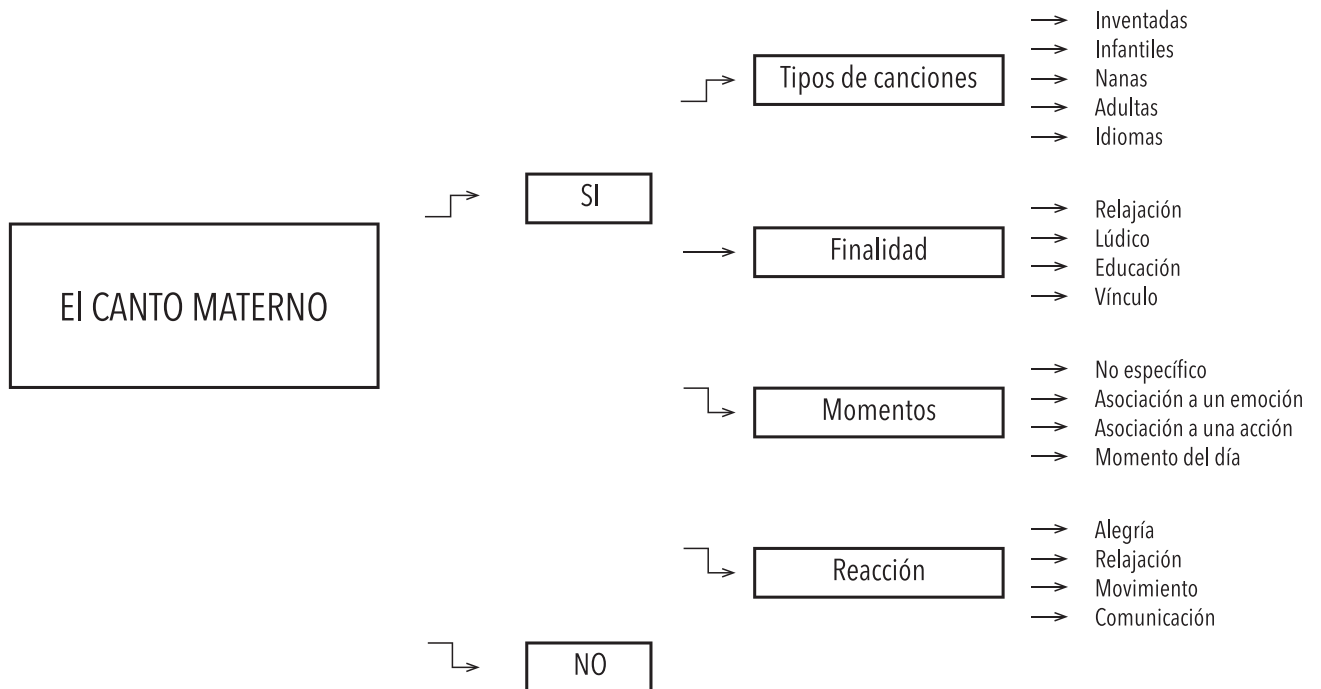 El CANTO MATERNO
SI
Tipos de canciones
Inventadas
Infantiles
Nanas
Adultas
Idiomas
Finalidad
Relajación
Lúdico
Educación
Vínculo
Momentos
No específico
Asociación a un emoción
Asociación a una acción
Momento del día
Reacción
Alegría
Relajación
Movimiento
Comunicación
NO